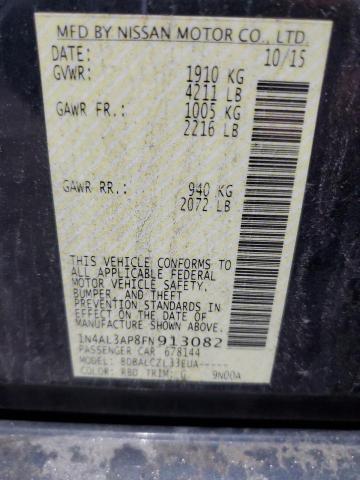 MFD BY NISSAN MOTOR CO., LTD.
DATE: 10/15
GVWR: 1910 KG
4211 LB
GAWR FR.: 1005 KG
2216 LB
GAWR RR.: 940 KG
2072 LB
THIS VEHICLE CONFORMS TO
ALL APPLICABLE FEDERAL
MOTOR VEHICLE SAFETY,
BUMPER, AND THEFT
PREVENTION STANDARDS IN
EFFECT ON THE DATE OF
MANUFACTURE SHOWN ABOVE.
1N4AL3AP8FN913082
PASSENGER CAR 678144
MODEL: BDBALCZL33EUA-----
COLOR: RBD TRIM: G 9N00A